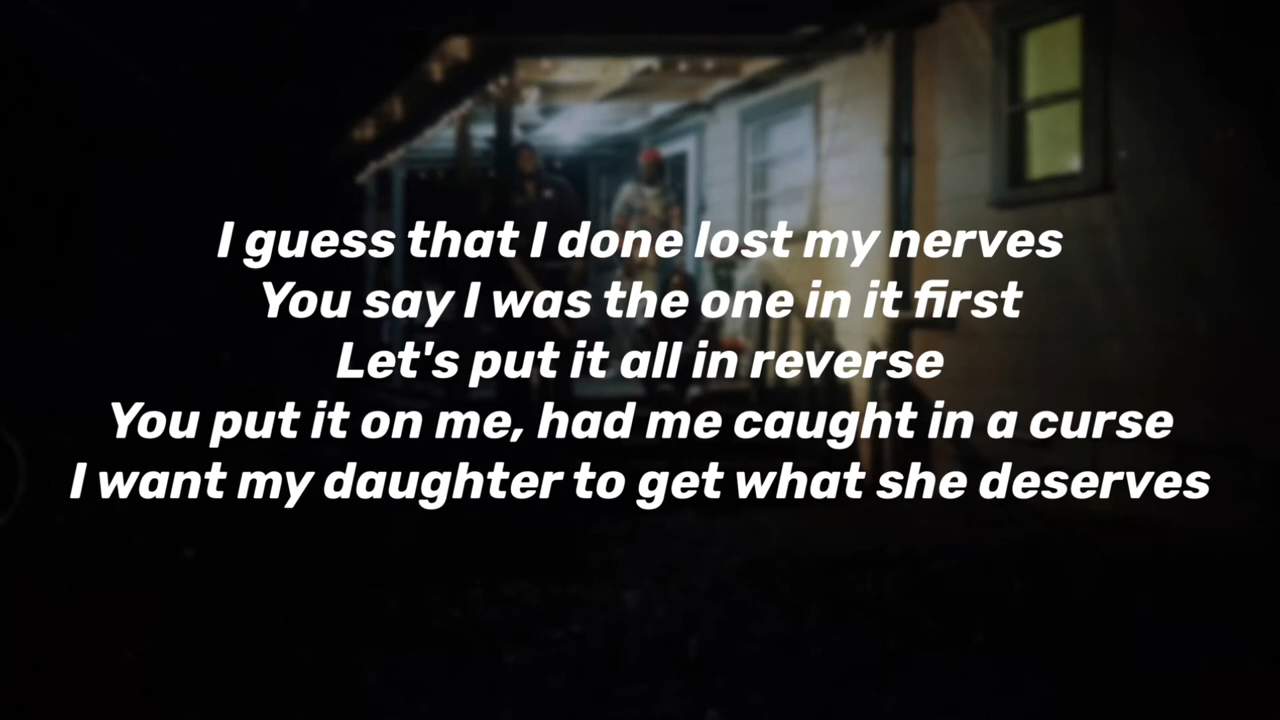 I guess that I done lost my nerves
You say I was the one in it first
Let's put it all in reverse
You put it on me, had me caught in a curse
I want my daughter to get what she deserves